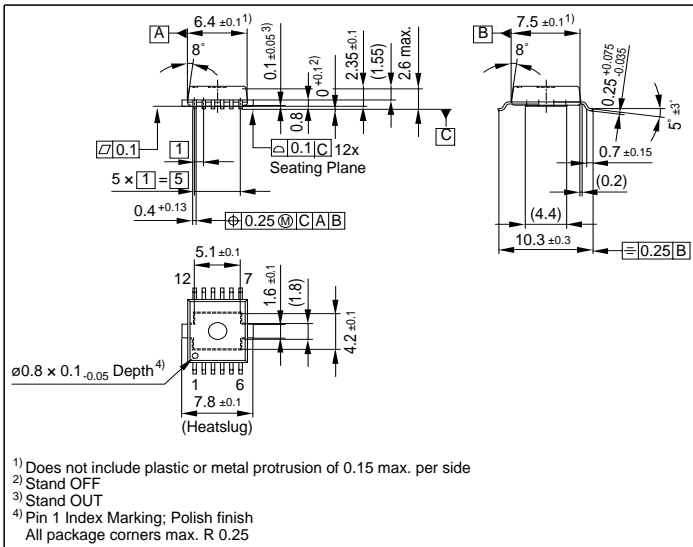 A
6.4 ±0.1 1)
8°
0.1 ±0.05 3)
0 +0.1 2)
2.35 ±0.1
(1.55)
2.6 max.
0.8
C
⏥ 0.1
1
⌓ 0.1 C 12x
Seating Plane
5 × 1 = 5
0.4 +0.13
⌖ 0.25 Ⓜ C A B
B
7.5 ±0.1 1)
8°
0.25 +0.075 -0.035
5° ±3°
0.7 ±0.15
(0.2)
(4.4)
10.3 ±0.3
⌯ 0.25 B
5.1 ±0.1
12 7
1.6 ±0.1
(1.8)
4.2 ±0.1
ø0.8 × 0.1 -0.05 Depth 4)
1 6
7.8 ±0.1
(Heatslug)
1) Does not include plastic or metal protrusion of 0.15 max. per side
2) Stand OFF
3) Stand OUT
4) Pin 1 Index Marking; Polish finish
All package corners max. R 0.25